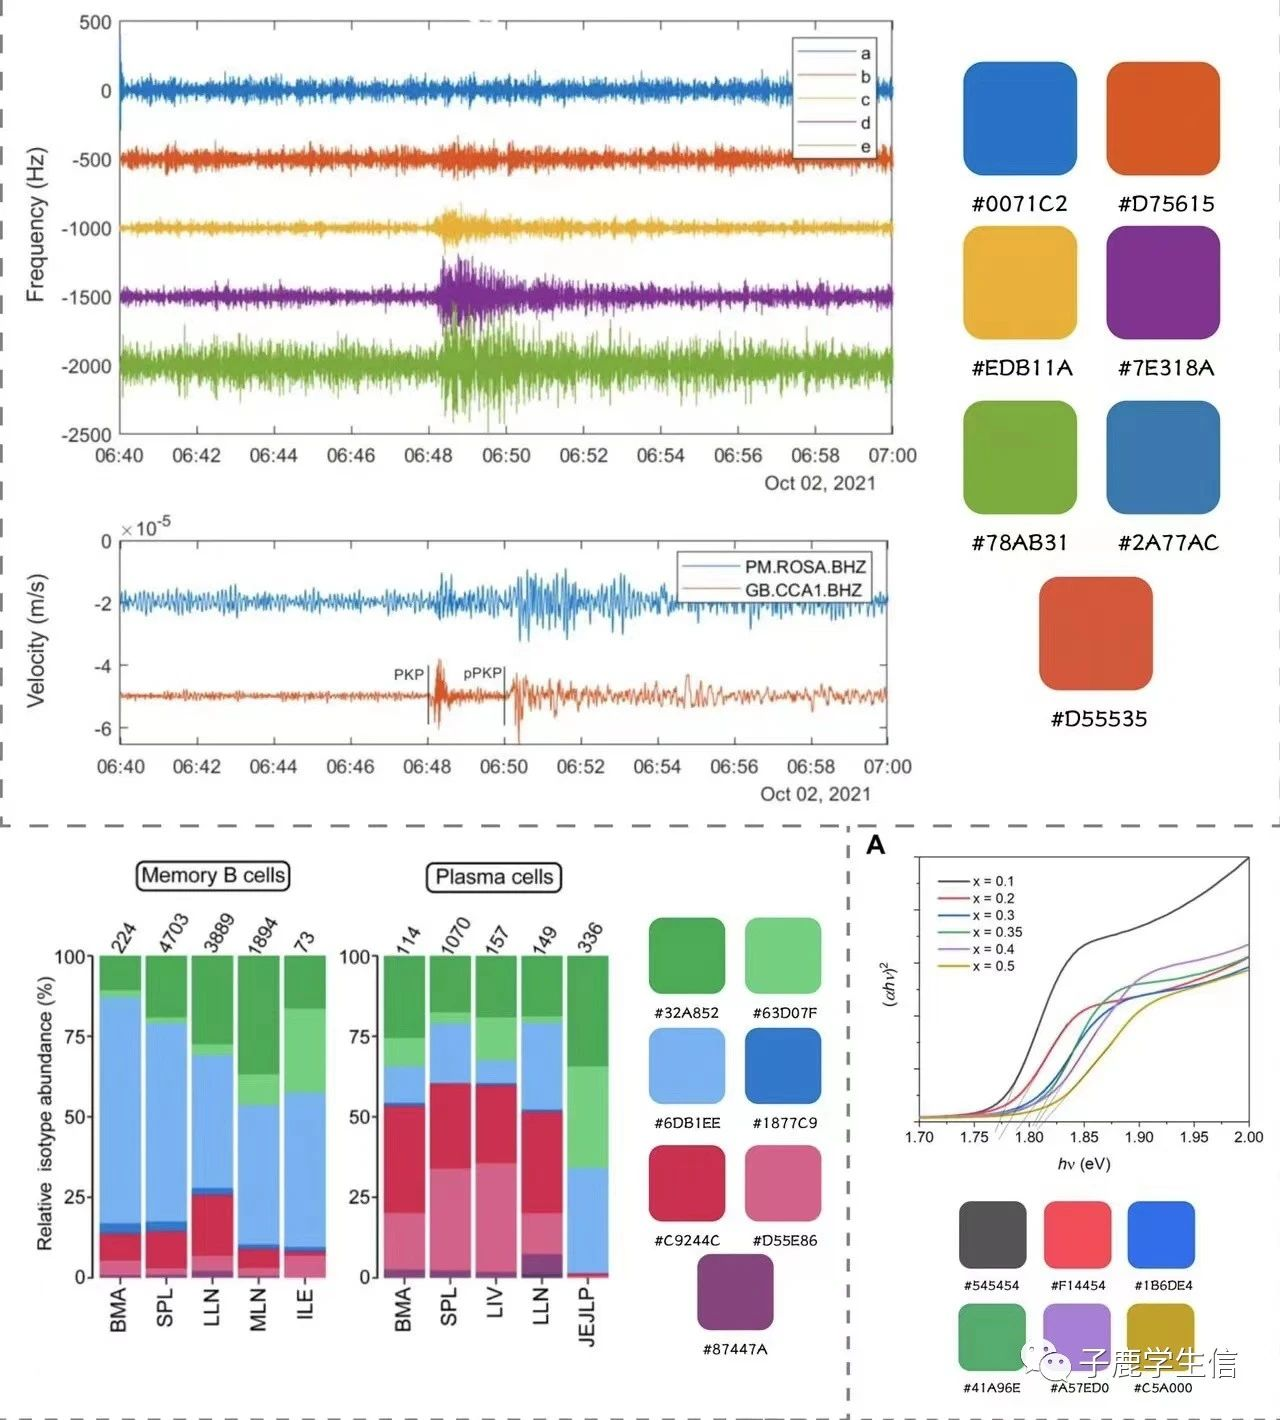 500
0
-500
-1000
-1500
-2000
-2500
Frequency (Hz)
a
b
c
d
e
06:40 06:42 06:44 06:46 06:48 06:50 06:52 06:54 06:56 06:58 07:00
Oct 02, 2021
#0071C2 #D75615
#EDB11A #7E318A
#78AB31 #2A77AC
#D55535
×10-5
0
-2
-4
-6
Velocity (m/s)
PM.ROSA.BHZ
GB.CCA1.BHZ
PKP pPKP
06:40 06:42 06:44 06:46 06:48 06:50 06:52 06:54 06:56 06:58 07:00
Oct 02, 2021
Memory B cells
224 4703 3889 1894 73
100
75
50
25
0
Relative isotype abundance (%)
BMA SPL LLN MLN ILE
Plasma cells
114 1070 157 149 336
100
75
50
25
0
BMA SPL LIV LLN JEJLP
#32A852 #63D07F
#6DB1EE #1877C9
#C9244C #D55E86
#87447A
A
x = 0.1
x = 0.2
x = 0.3
x = 0.35
x = 0.4
x = 0.5
(αhν)2
1.70 1.75 1.80 1.85 1.90 1.95 2.00
hν (eV)
#545454 #F14454 #1B6DE4
#41A96E #A57ED0 #C5A000
子鹿学生信